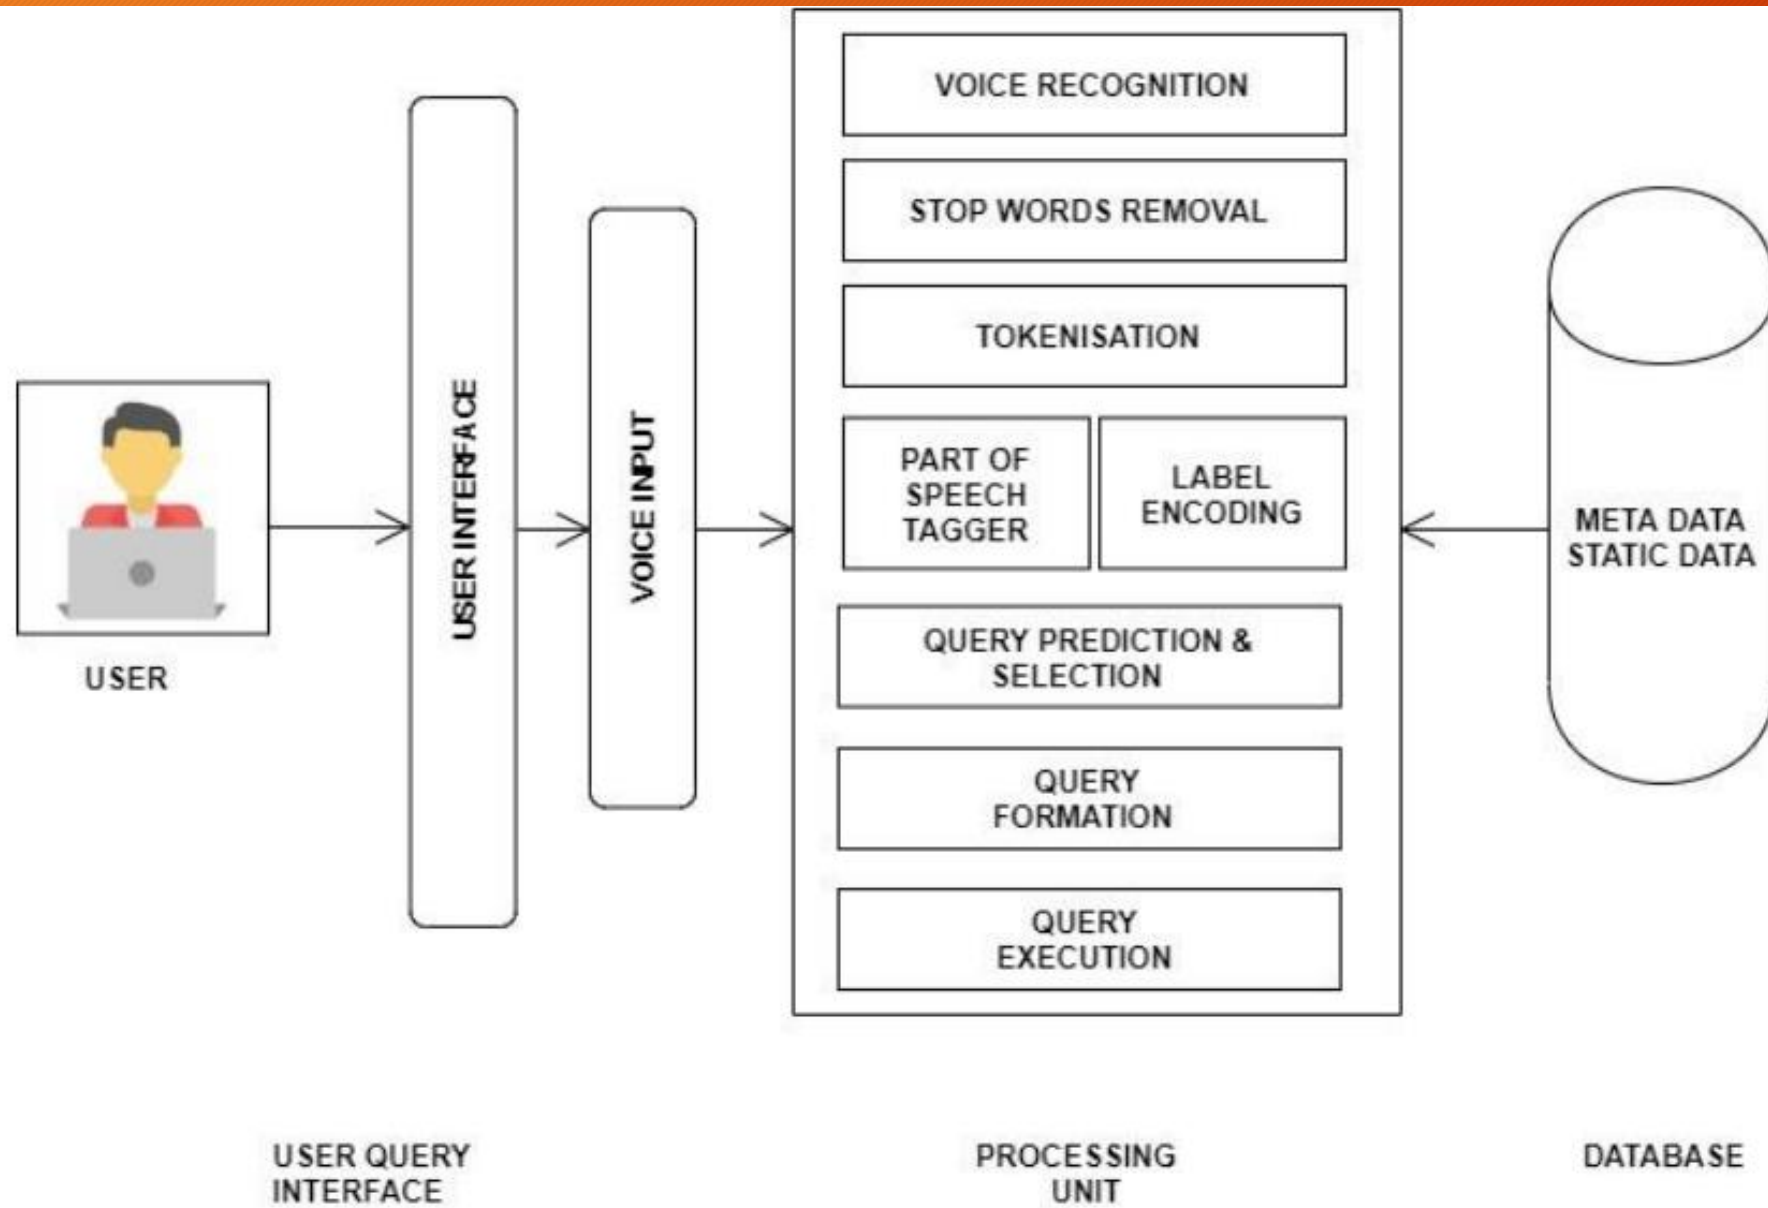 VOICE RECOGNITION
STOP WORDS REMOVAL
TOKENISATION
PART OF
SPEECH
TAGGER
LABEL
ENCODING
QUERY PREDICTION &
SELECTION
QUERY
FORMATION
QUERY
EXECUTION
USER INTERFACE
VOICE INPUT
USER
META DATA
STATIC DATA
USER QUERY
INTERFACE
PROCESSING
UNIT
DATABASE